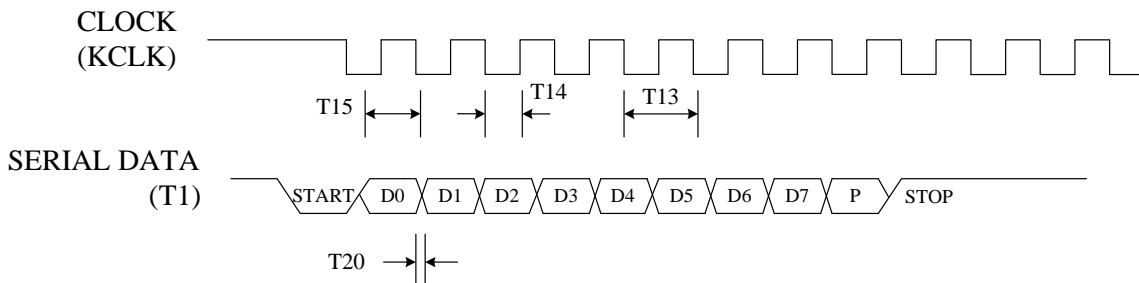 CLOCK
(KCLK)
T15
T14
T13
SERIAL DATA
(T1)
START D0 D1 D2 D3 D4 D5 D6 D7 P STOP
T20